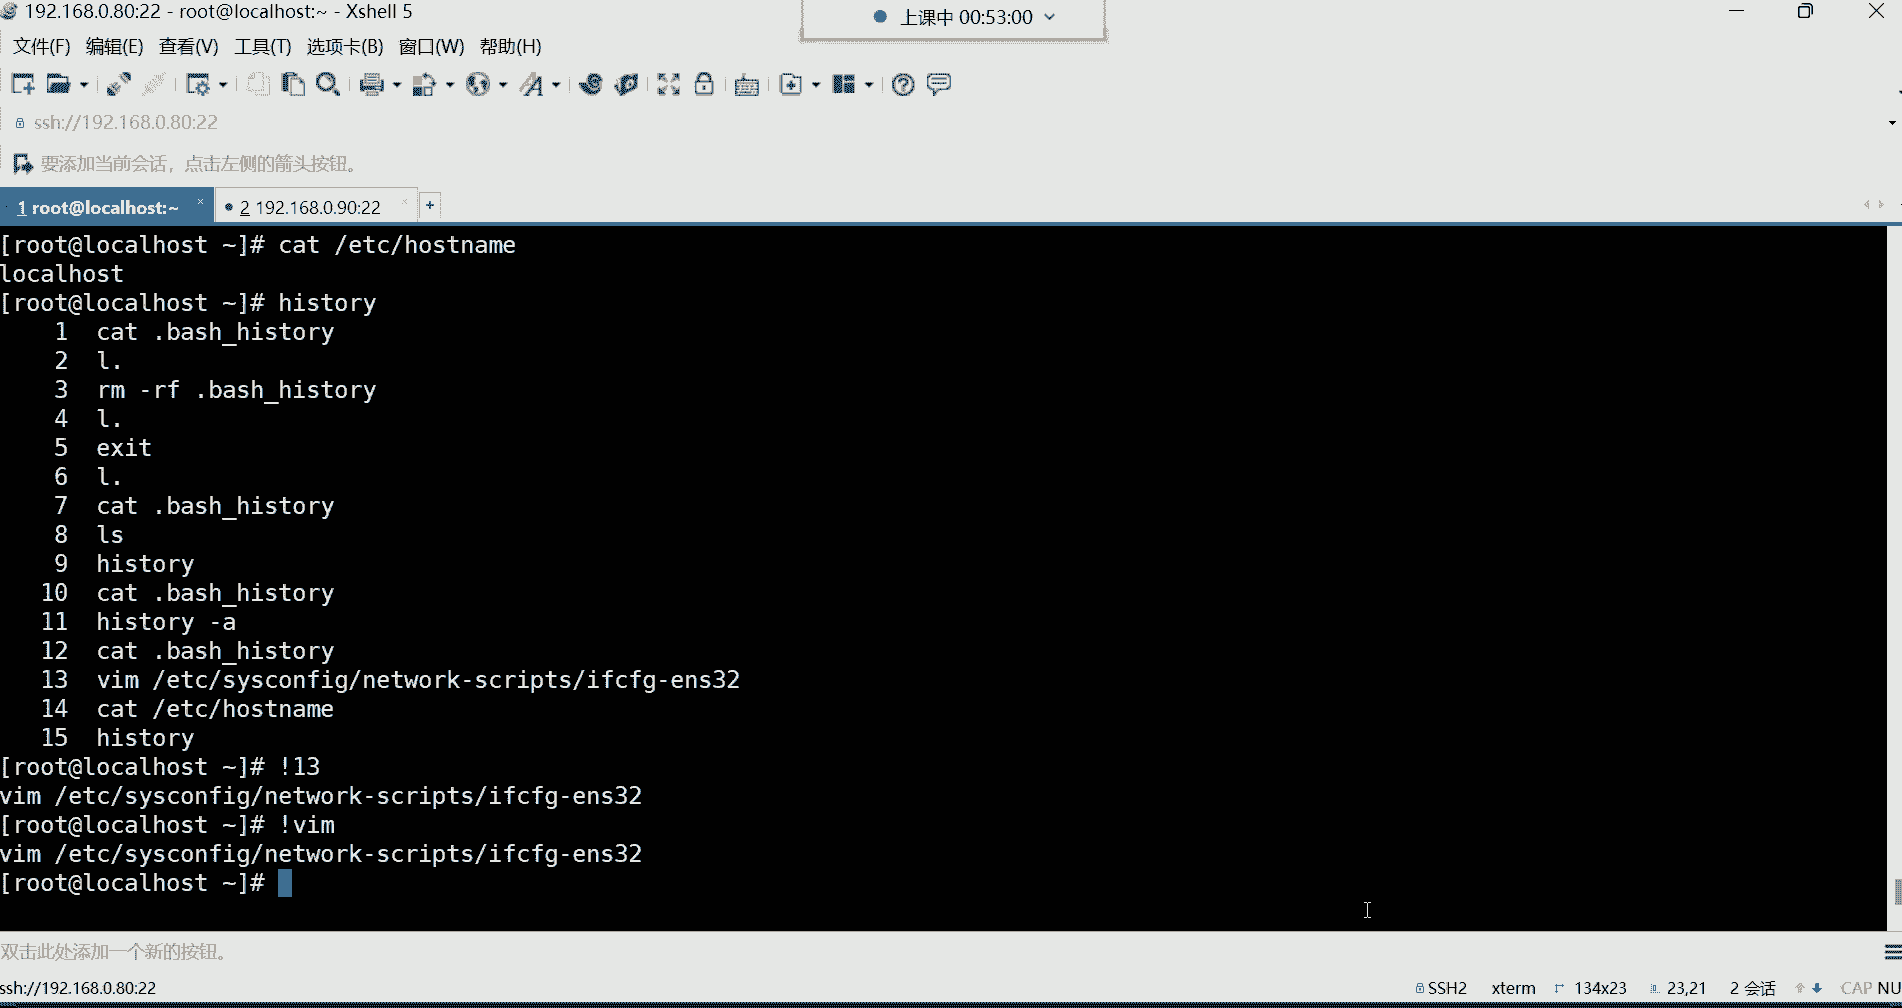 192.168.0.80:22 - root@localhost:~ - Xshell 5
上课中 00:53:00
文件(F) 编辑(E) 查看(V) 工具(T) 选项卡(B) 窗口(W) 帮助(H)
ssh://192.168.0.80:22
要添加当前会话，点击左侧的箭头按钮。
1 root@localhost:~ × 2 192.168.0.90:22 × +
[root@localhost ~]# cat /etc/hostname
localhost
[root@localhost ~]# history
1 cat .bash_history
2 l.
3 rm -rf .bash_history
4 l.
5 exit
6 l.
7 cat .bash_history
8 ls
9 history
10 cat .bash_history
11 history -a
12 cat .bash_history
13 vim /etc/sysconfig/network-scripts/ifcfg-ens32
14 cat /etc/hostname
15 history
[root@localhost ~]# !13
vim /etc/sysconfig/network-scripts/ifcfg-ens32
[root@localhost ~]# !vim
vim /etc/sysconfig/network-scripts/ifcfg-ens32
[root@localhost ~]#
双击此处添加一个新的按钮。
ssh://192.168.0.80:22 SSH2 xterm 134x23 23,21 2 会话 CAP NU